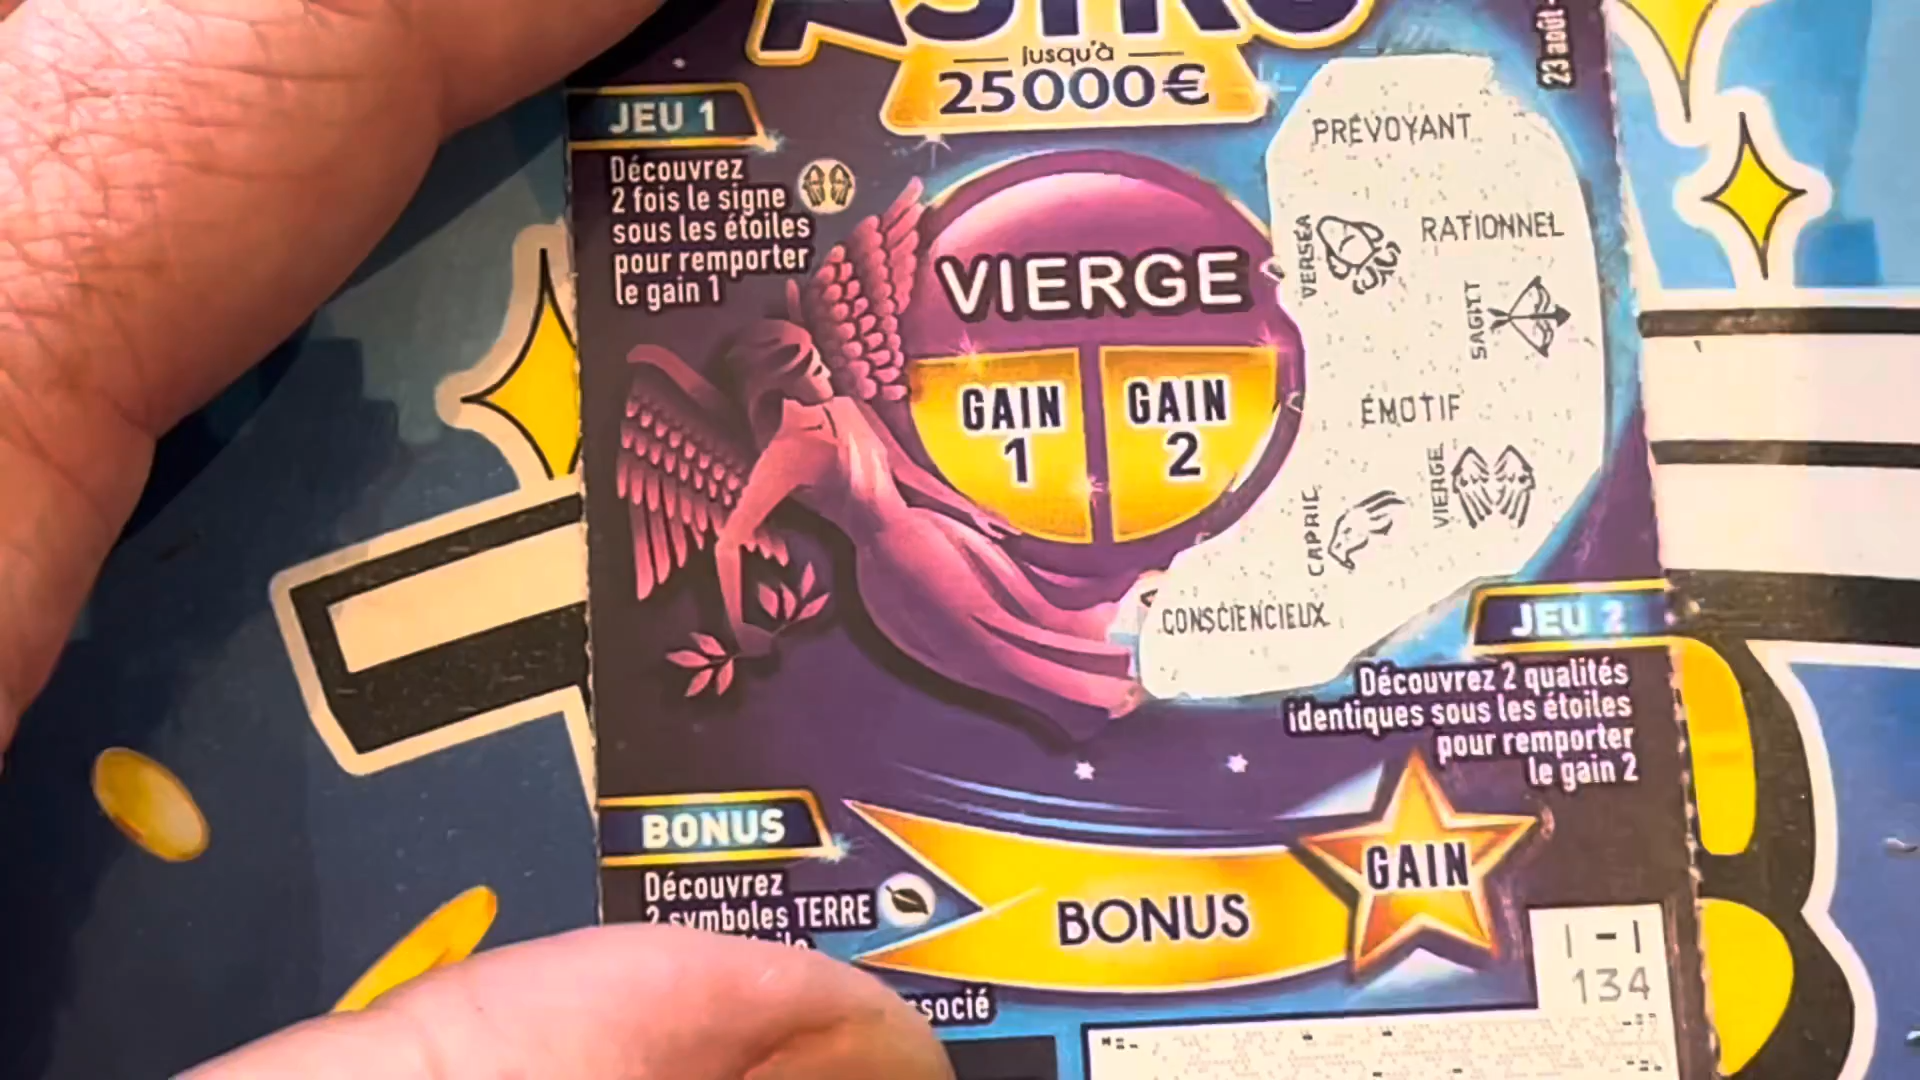 ASTRO
jusqu'à
25000€
23 août
JEU 1
Découvrez
2 fois le signe
sous les étoiles
pour remporter
le gain 1
VIERGE
GAIN
1
GAIN
2
PRÉVOYANT
VERSEA
RATIONNEL
SAGITT
ÉMOTIF
VIERGE
CAPRIC
CONSCIENCIEUX
JEU 2
Découvrez 2 qualités
identiques sous les étoiles
pour remporter
le gain 2
BONUS
Découvrez
2 symboles TERRE
BONUS
GAIN
1-1
134